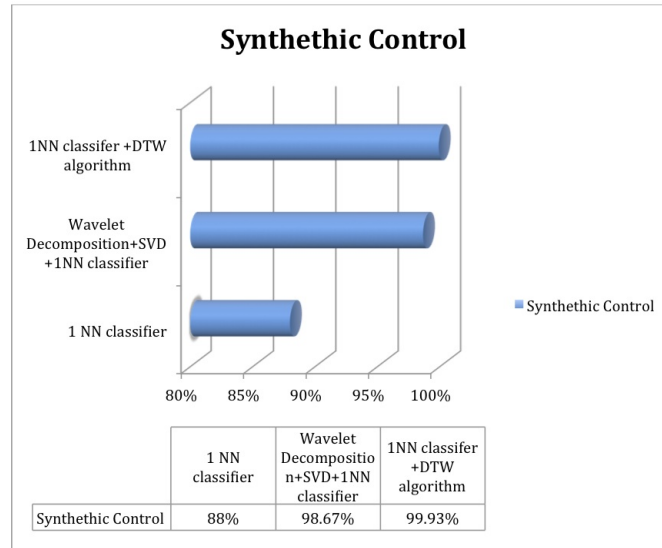 Synthethic Control
1NN classifer +DTW
algorithm
Wavelet
Decomposition+SVD
+1NN classifier
1 NN classifier
Synthethic Control
80% 85% 90% 95% 100%
1 NN
classifier
Wavelet
Decompositio
n+SVD+1NN
classifier
1NN classifer
+DTW
algorithm
Synthethic Control 88% 98.67% 99.93%